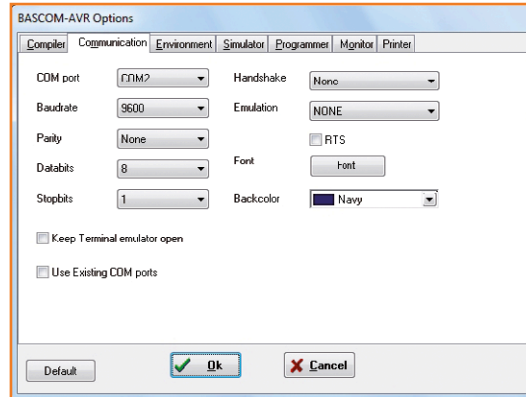 BASCOM-AVR Options
Compiler Communication Environment Simulator Programmer Monitor Printer
COM port COM2 Handshake None
Baudrate 9600 Emulation NONE
Parity None RTS
Databits 8 Font Font
Stopbits 1 Backcolor Navy
Keep Terminal emulator open
Use Existing COM ports
Default Ok Cancel